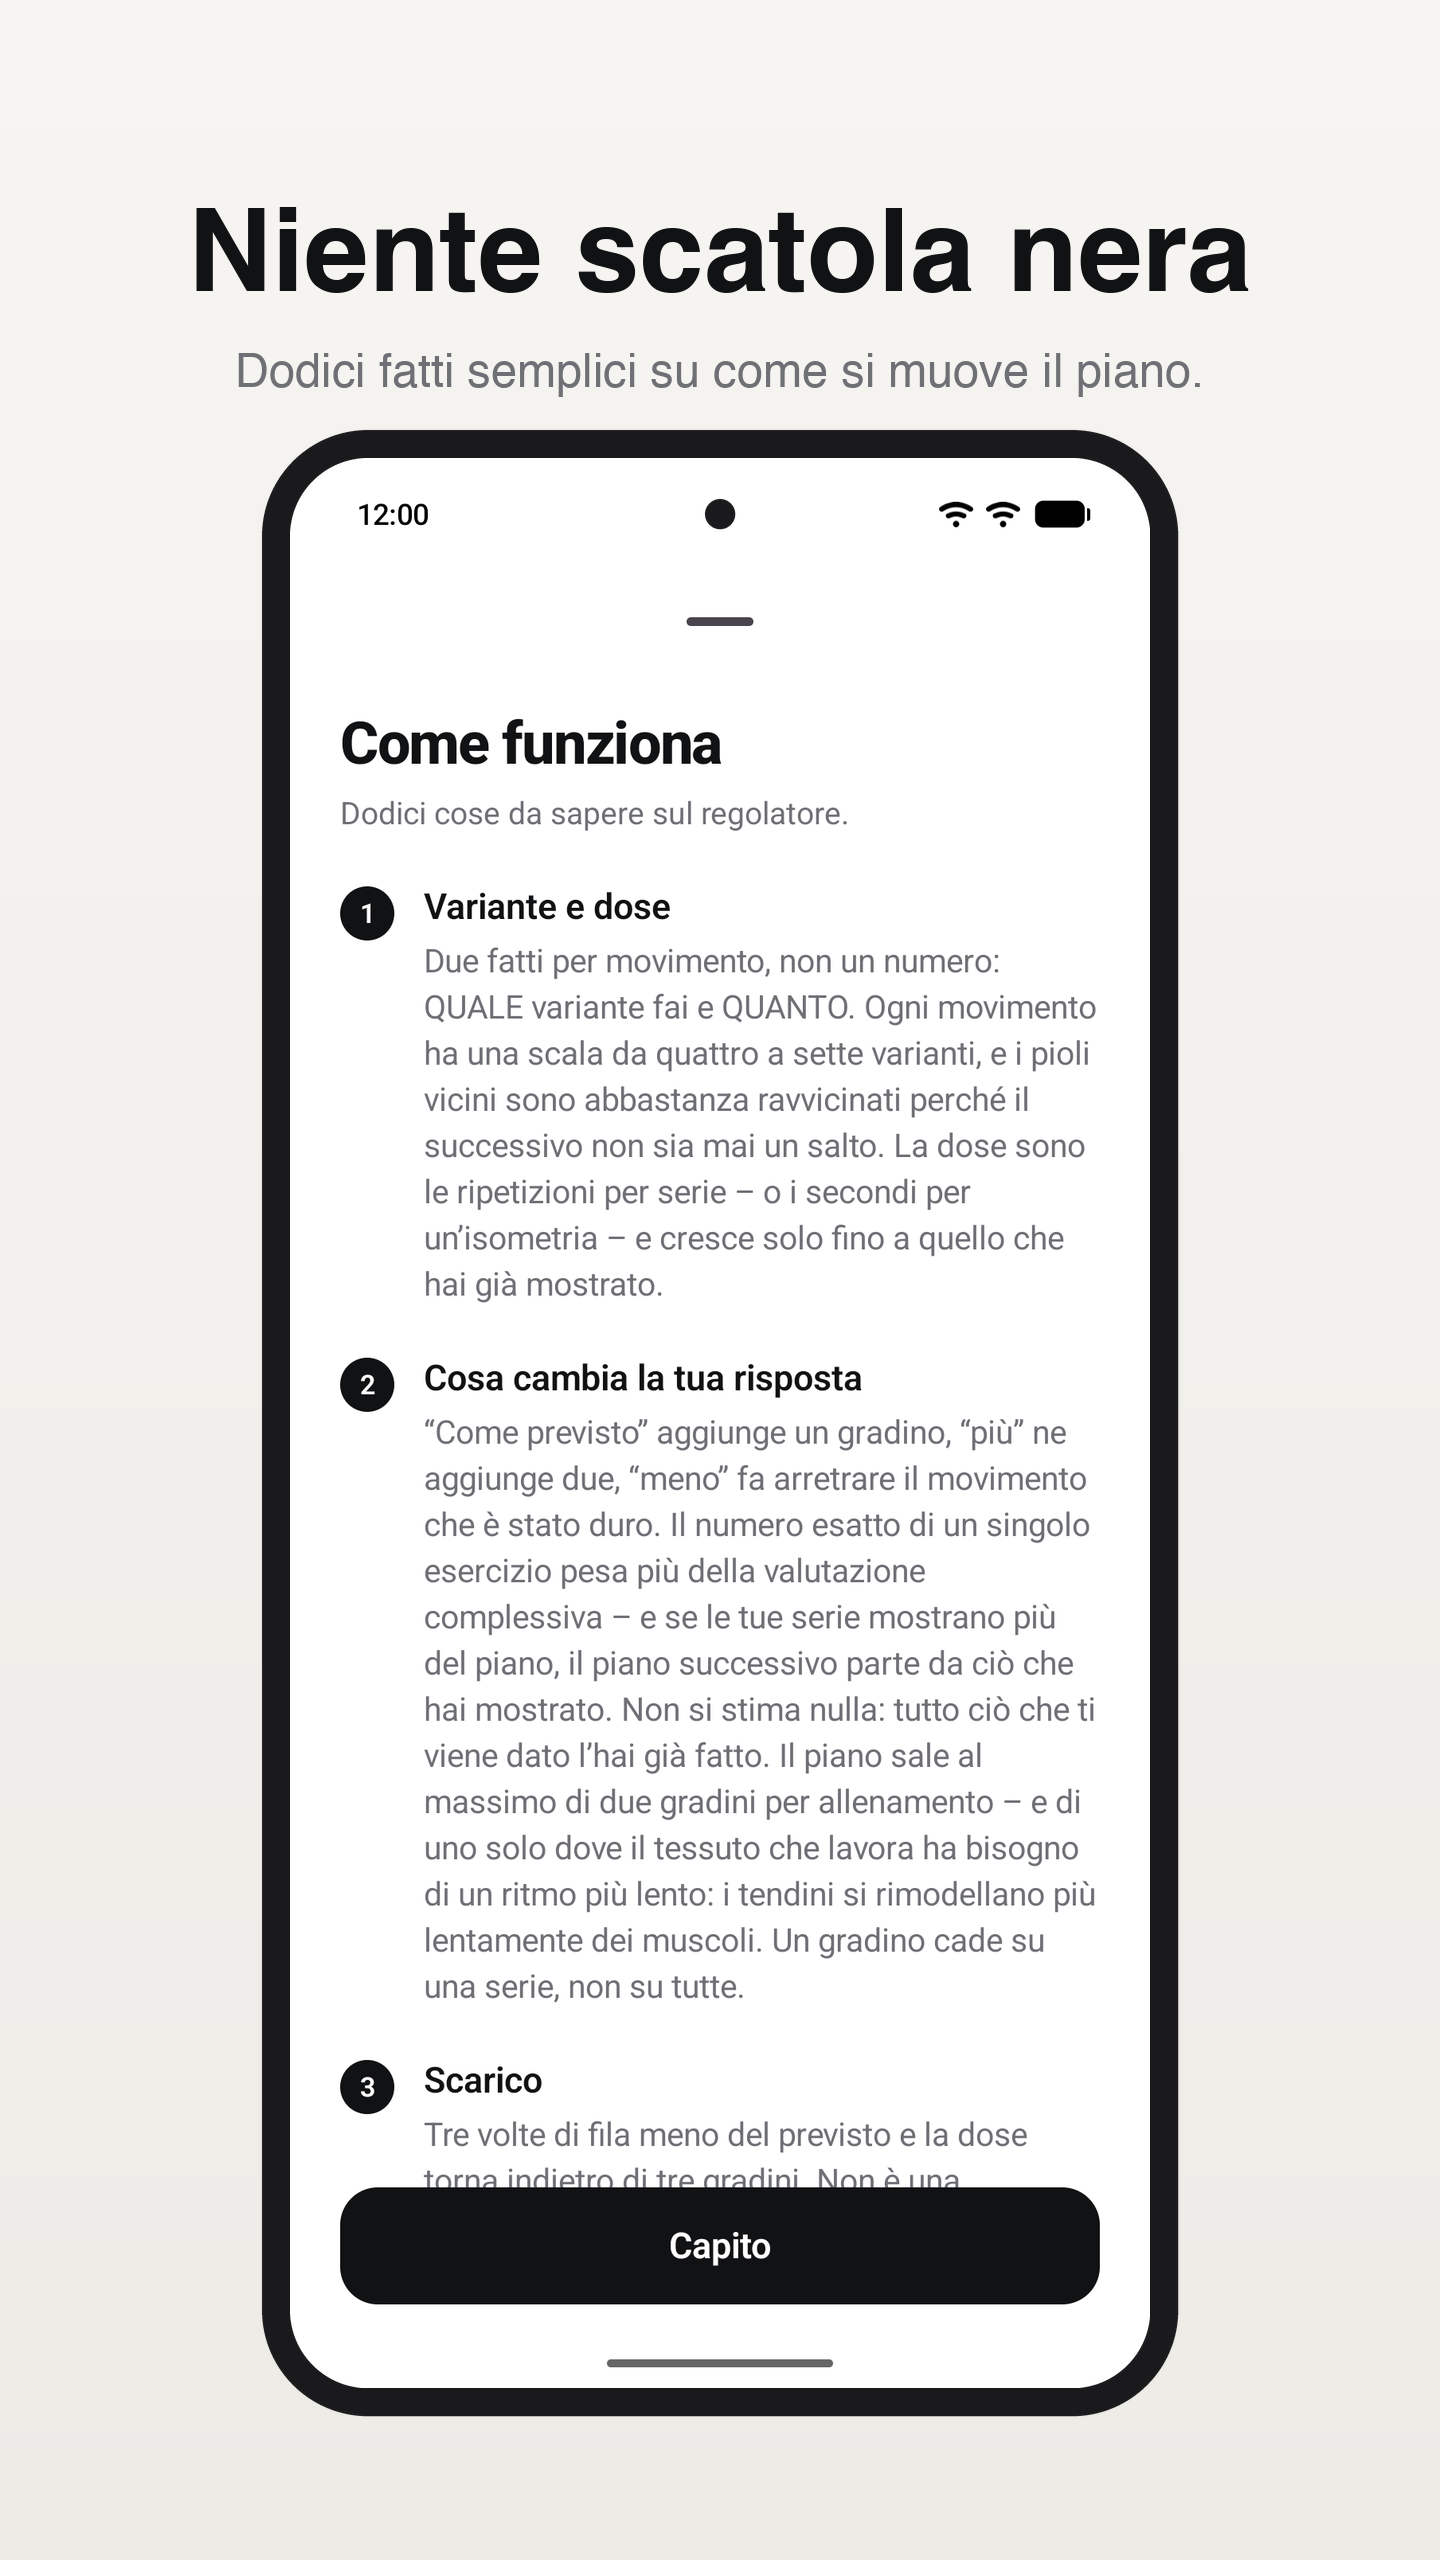 Niente scatola nera
Dodici fatti semplici su come si muove il piano.
12:00
Come funziona
Dodici cose da sapere sul regolatore.
1
Variante e dose
Due fatti per movimento, non un numero:
QUALE variante fai e QUANTO. Ogni movimento
ha una scala da quattro a sette varianti, e i pioli
vicini sono abbastanza ravvicinati perché il
successivo non sia mai un salto. La dose sono
le ripetizioni per serie – o i secondi per
un’isometria – e cresce solo fino a quello che
hai già mostrato.
2
Cosa cambia la tua risposta
“Come previsto” aggiunge un gradino, “più” ne
aggiunge due, “meno” fa arretrare il movimento
che è stato duro. Il numero esatto di un singolo
esercizio pesa più della valutazione
complessiva – e se le tue serie mostrano più
del piano, il piano successivo parte da ciò che
hai mostrato. Non si stima nulla: tutto ciò che ti
viene dato l’hai già fatto. Il piano sale al
massimo di due gradini per allenamento – e di
uno solo dove il tessuto che lavora ha bisogno
di un ritmo più lento: i tendini si rimodellano più
lentamente dei muscoli. Un gradino cade su
una serie, non su tutte.
3
Scarico
Tre volte di fila meno del previsto e la dose
torna indietro di tre gradini. Non è una
Capito